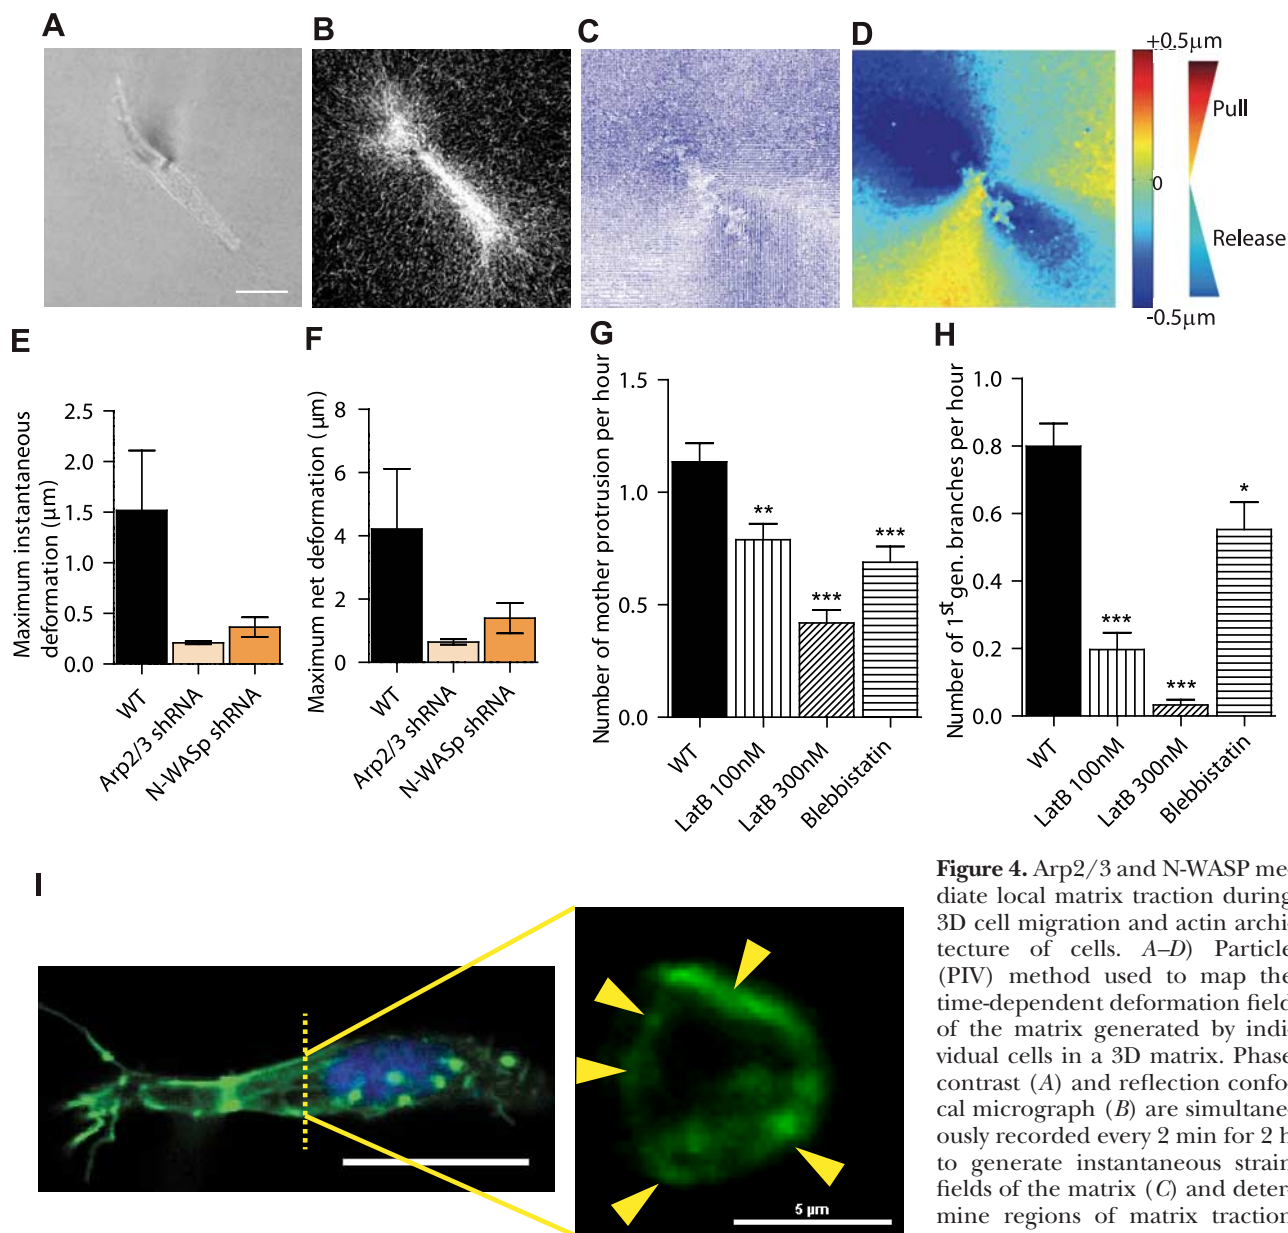 A
B
C
D
+0.5µm
Pull
0
Release
-0.5µm
E
Maximum instantaneous
deformation (µm)
2.5
2.0
1.5
1.0
0.5
0.0
WT
Arp2/3 shRNA
N-WASp shRNA
F
Maximum net deformation (µm)
8
6
4
2
0
WT
Arp2/3 shRNA
N-WASp shRNA
G
Number of mother protrusion per hour
1.5
1.0
0.5
0.0
**
***
***
WT
LatB 100nM
LatB 300nM
Blebbistatin
H
Number of 1st gen. branches per hour
1.0
0.8
0.6
0.4
0.2
0.0
***
***
*
WT
LatB 100nM
LatB 300nM
Blebbistatin
I
5 µm
Figure 4. Arp2/3 and N-WASP me-
diate local matrix traction during
3D cell migration and actin archi-
tecture of cells. A–D) Particle
(PIV) method used to map the
time-dependent deformation field
of the matrix generated by indi-
vidual cells in a 3D matrix. Phase
contrast (A) and reflection confo-
cal micrograph (B) are simultane-
ously recorded every 2 min for 2 h
to generate instantaneous strain
fields of the matrix (C) and deter-
mine regions of matrix traction